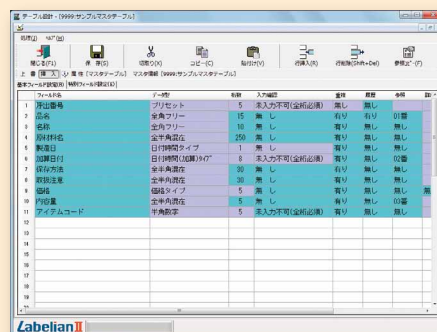 テーブル属性 - [9999:サンプルマスタテーブル]
処理(J) ヘルプ(H)
閉じる(F1) 保 存(S) 切取り(X) コピー(C) 貼付け(V) 行挿入(R) 行削除(Shift+Del) 参照コピー(F)
上 書 挿 入 属 性 [マスタテーブル] マスタ情報 [9999:サンプルマスタテーブル]
基本フィールド設定(B) 特別フィールド設定(E)
フィールド名 データ型 桁数 入力確認 重複 履歴 参照
1 呼出番号 プリセット 5 未入力不可(全桁必須) 無し 無し
2 品名 全角フリー 15 無 し 有り 有り 01番
3 名称 全角フリー 10 無 し 有り 無し 無し
4 原材料名 全半角混在 250 無 し 有り 無し 無し
5 製造日 日付時間タイプ 1 無 し 有り 無し 無し
6 加算日付 日付時間(加算)タイプ 8 未入力不可(全桁必須) 有り 無し 02番
7 保存方法 全半角混在 30 無 し 有り 無し 無し
8 取扱注意 全半角混在 30 無 し 有り 無し 無し
9 価格 価格タイプ 5 無 し 有り 無し 無し 無
10 内容量 全半角混在 5 無 し 有り 無し 03番
11 アイテムコード 半角数字 5 未入力不可(全桁必須) 有り 無し 無し
12
13
14
15
16
17
18
19
Labelian II